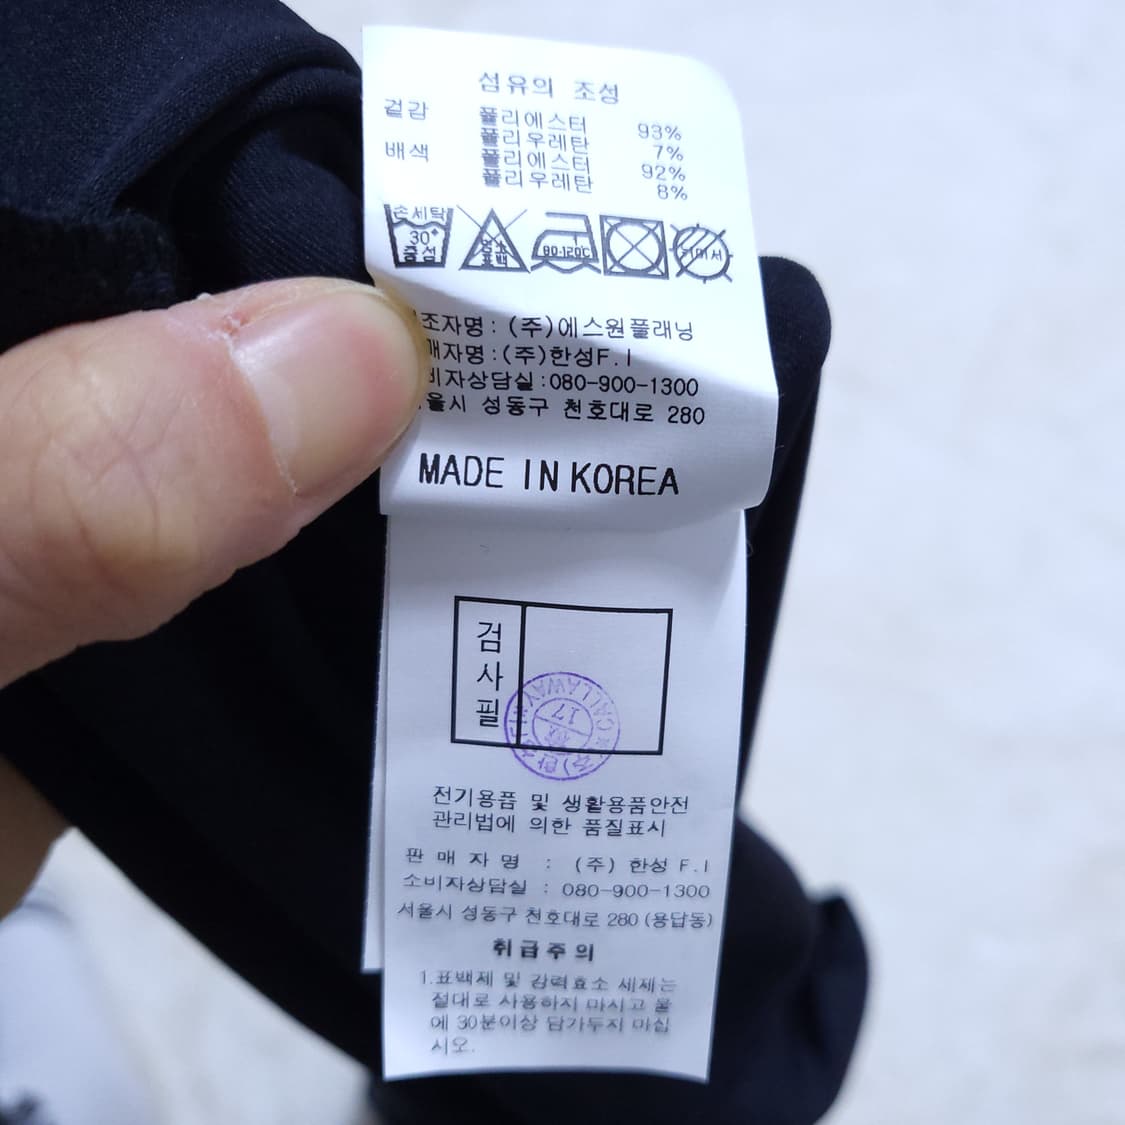 섬유의 조성
겉감 폴리에스터 93%
폴리우레탄 7%
배색 폴리에스터 92%
폴리우레탄 8%
손세탁 30° 중성
염소 표백
80-120℃
조자명 : (주)에스원플래닝
매자명 : (주)한성F.I
비자상담실 : 080-900-1300
울시 성동구 천호대로 280
MADE IN KOREA
검사필
CALLAWAY
17
전기용품 및 생활용품안전
관리법에 의한 품질표시
판 매 자 명 : (주) 한성 F.I
소비자상담실 : 080-900-1300
서울시 성동구 천호대로 280 (용답동)
취급주의
1.표백제 및 강력효소 세제는
절대로 사용하지 마시고 물
에 30분이상 담가두지 마십
시오.